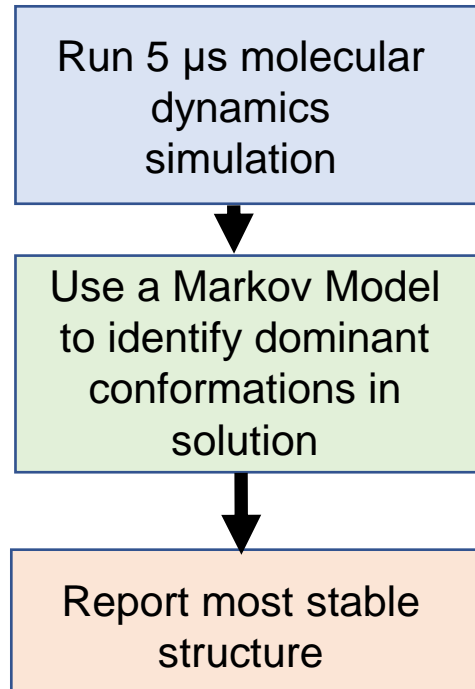 Run 5 µs molecular
dynamics
simulation
Use a Markov Model
to identify dominant
conformations in
solution
Report most stable
structure